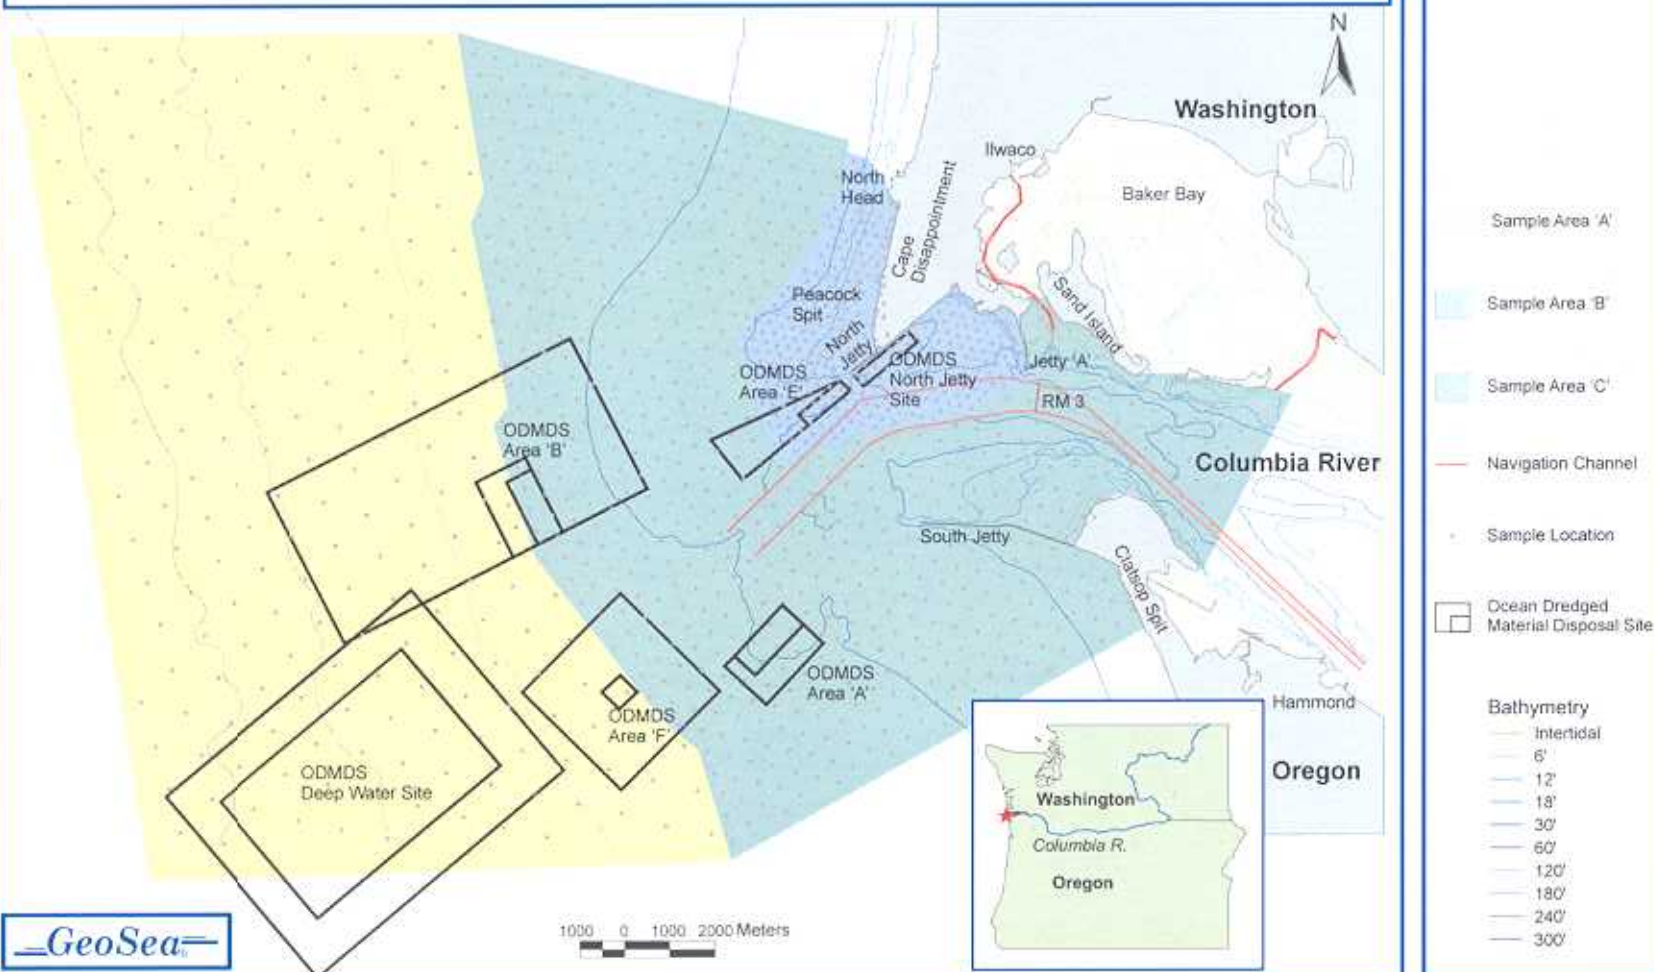 N
Washington
Ilwaco
Baker Bay
North
Head
Cape
Disappointment
Peacock
Spit
Sand Island
North
Jetty
ODMDS
North Jetty
Site
Jetty 'A'
ODMDS
Area 'E'
RM 3
ODMDS
Area 'B'
Columbia River
South Jetty
Clatsop Spit
ODMDS
Area 'A'
Hammond
ODMDS
Area 'F'
Oregon
ODMDS
Deep Water Site
Washington
Columbia R.
Oregon
GeoSea
1000 0 1000 2000 Meters
Sample Area 'A'
Sample Area 'B'
Sample Area 'C'
Navigation Channel
Sample Location
Ocean Dredged
Material Disposal Site
Bathymetry
Intertidal
6'
12'
18'
30'
60'
120'
180'
240'
300'